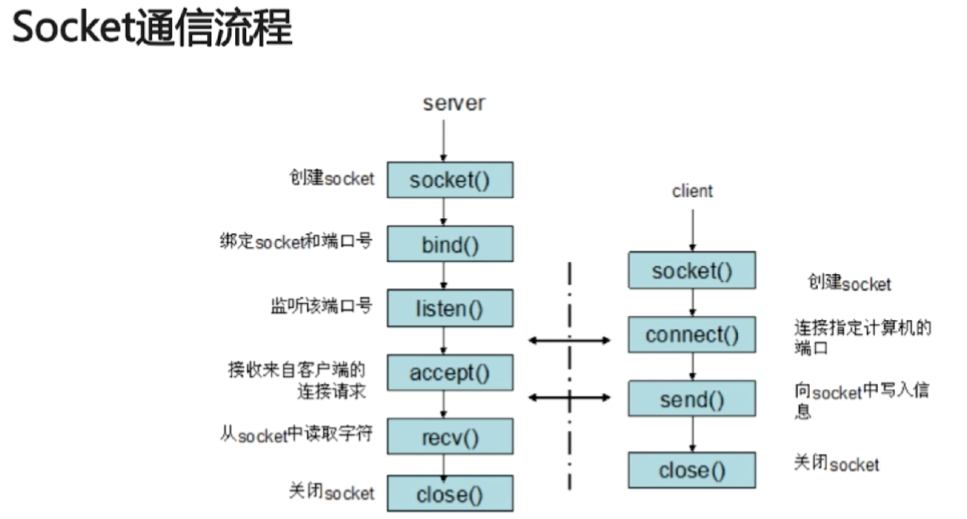 Socket通信流程
server
创建socket
socket()
绑定socket和端口号
bind()
监听该端口号
listen()
接收来自客户端的
连接请求
accept()
从socket中读取字符
recv()
关闭socket
close()
client
socket()
创建socket
connect()
连接指定计算机的
端口
send()
向socket中写入信
息
close()
关闭socket